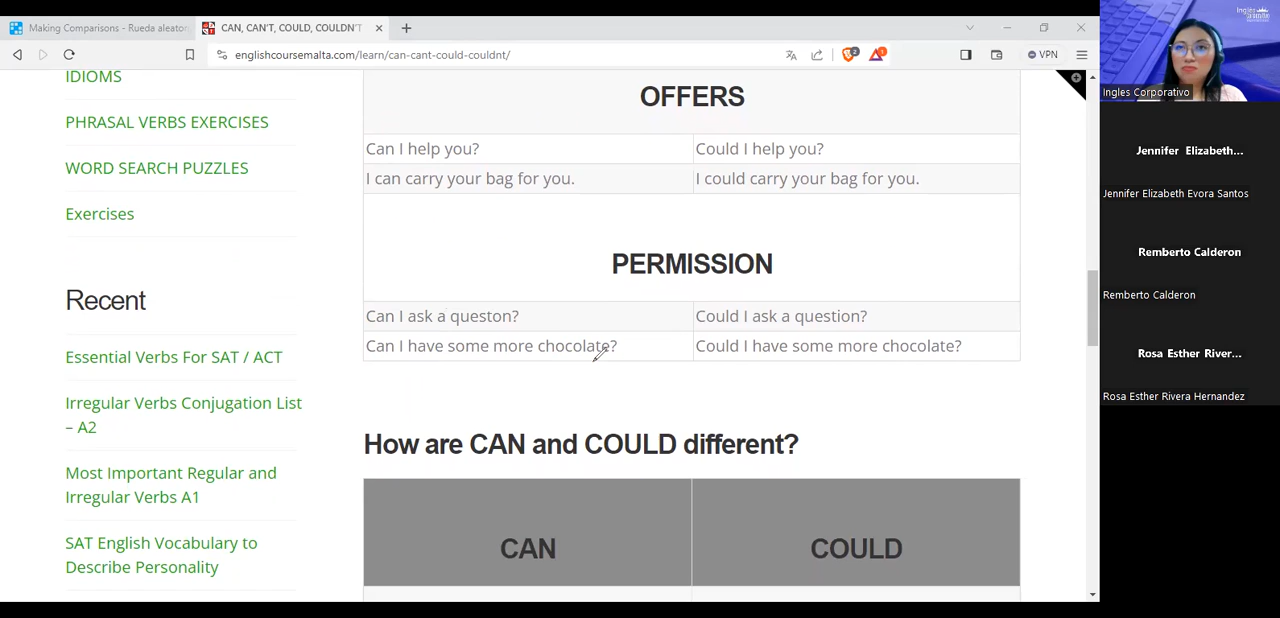 Making Comparisons - Rueda aleator
CAN, CAN'T, COULD, COULDN'T
englishcoursemalta.com/learn/can-cant-could-couldnt/
2
1
VPN
IDIOMS
PHRASAL VERBS EXERCISES
WORD SEARCH PUZZLES
Exercises
Recent
Essential Verbs For SAT / ACT
Irregular Verbs Conjugation List
– A2
Most Important Regular and
Irregular Verbs A1
SAT English Vocabulary to
Describe Personality
OFFERS
Can I help you?
Could I help you?
I can carry your bag for you.
I could carry your bag for you.
PERMISSION
Can I ask a queston?
Could I ask a question?
Can I have some more chocolate?
Could I have some more chocolate?
How are CAN and COULD different?
CAN
COULD
Ingles Corporativo
Jennifer Elizabeth...
Jennifer Elizabeth Evora Santos
Remberto Calderon
Remberto Calderon
Rosa Esther River...
Rosa Esther Rivera Hernandez